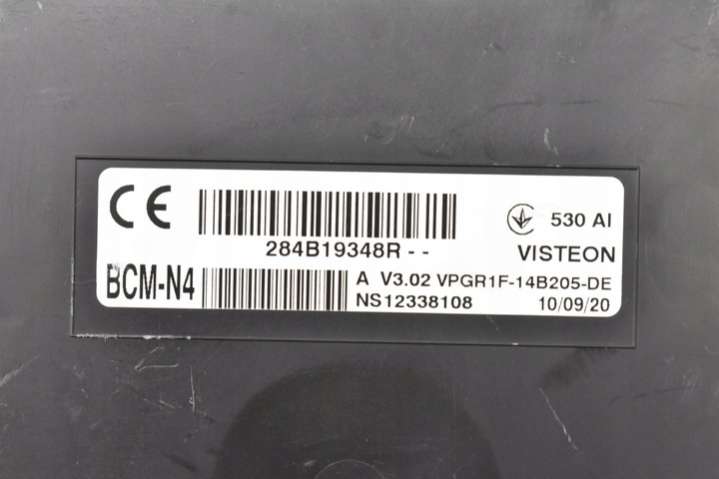 CE
284B19348R - -
530 AI
VISTEON
BCM-N4
A V3.02 VPGR1F-14B205-DE
NS12338108
10/09/20